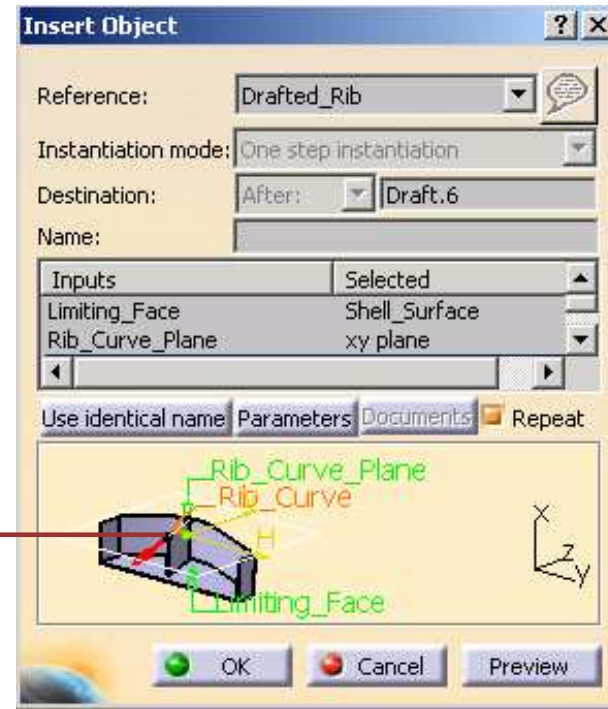 Insert Object ? ×
Reference: Drafted_Rib
Instantiation mode: One step instantiation
Destination: After: Draft.6
Name:
Inputs Selected
Limiting_Face Shell_Surface
Rib_Curve_Plane xy plane
Use identical name Parameters Documents Repeat
Rib_Curve_Plane
Rib_Curve
H
Limiting_Face
x
z
y
OK Cancel Preview